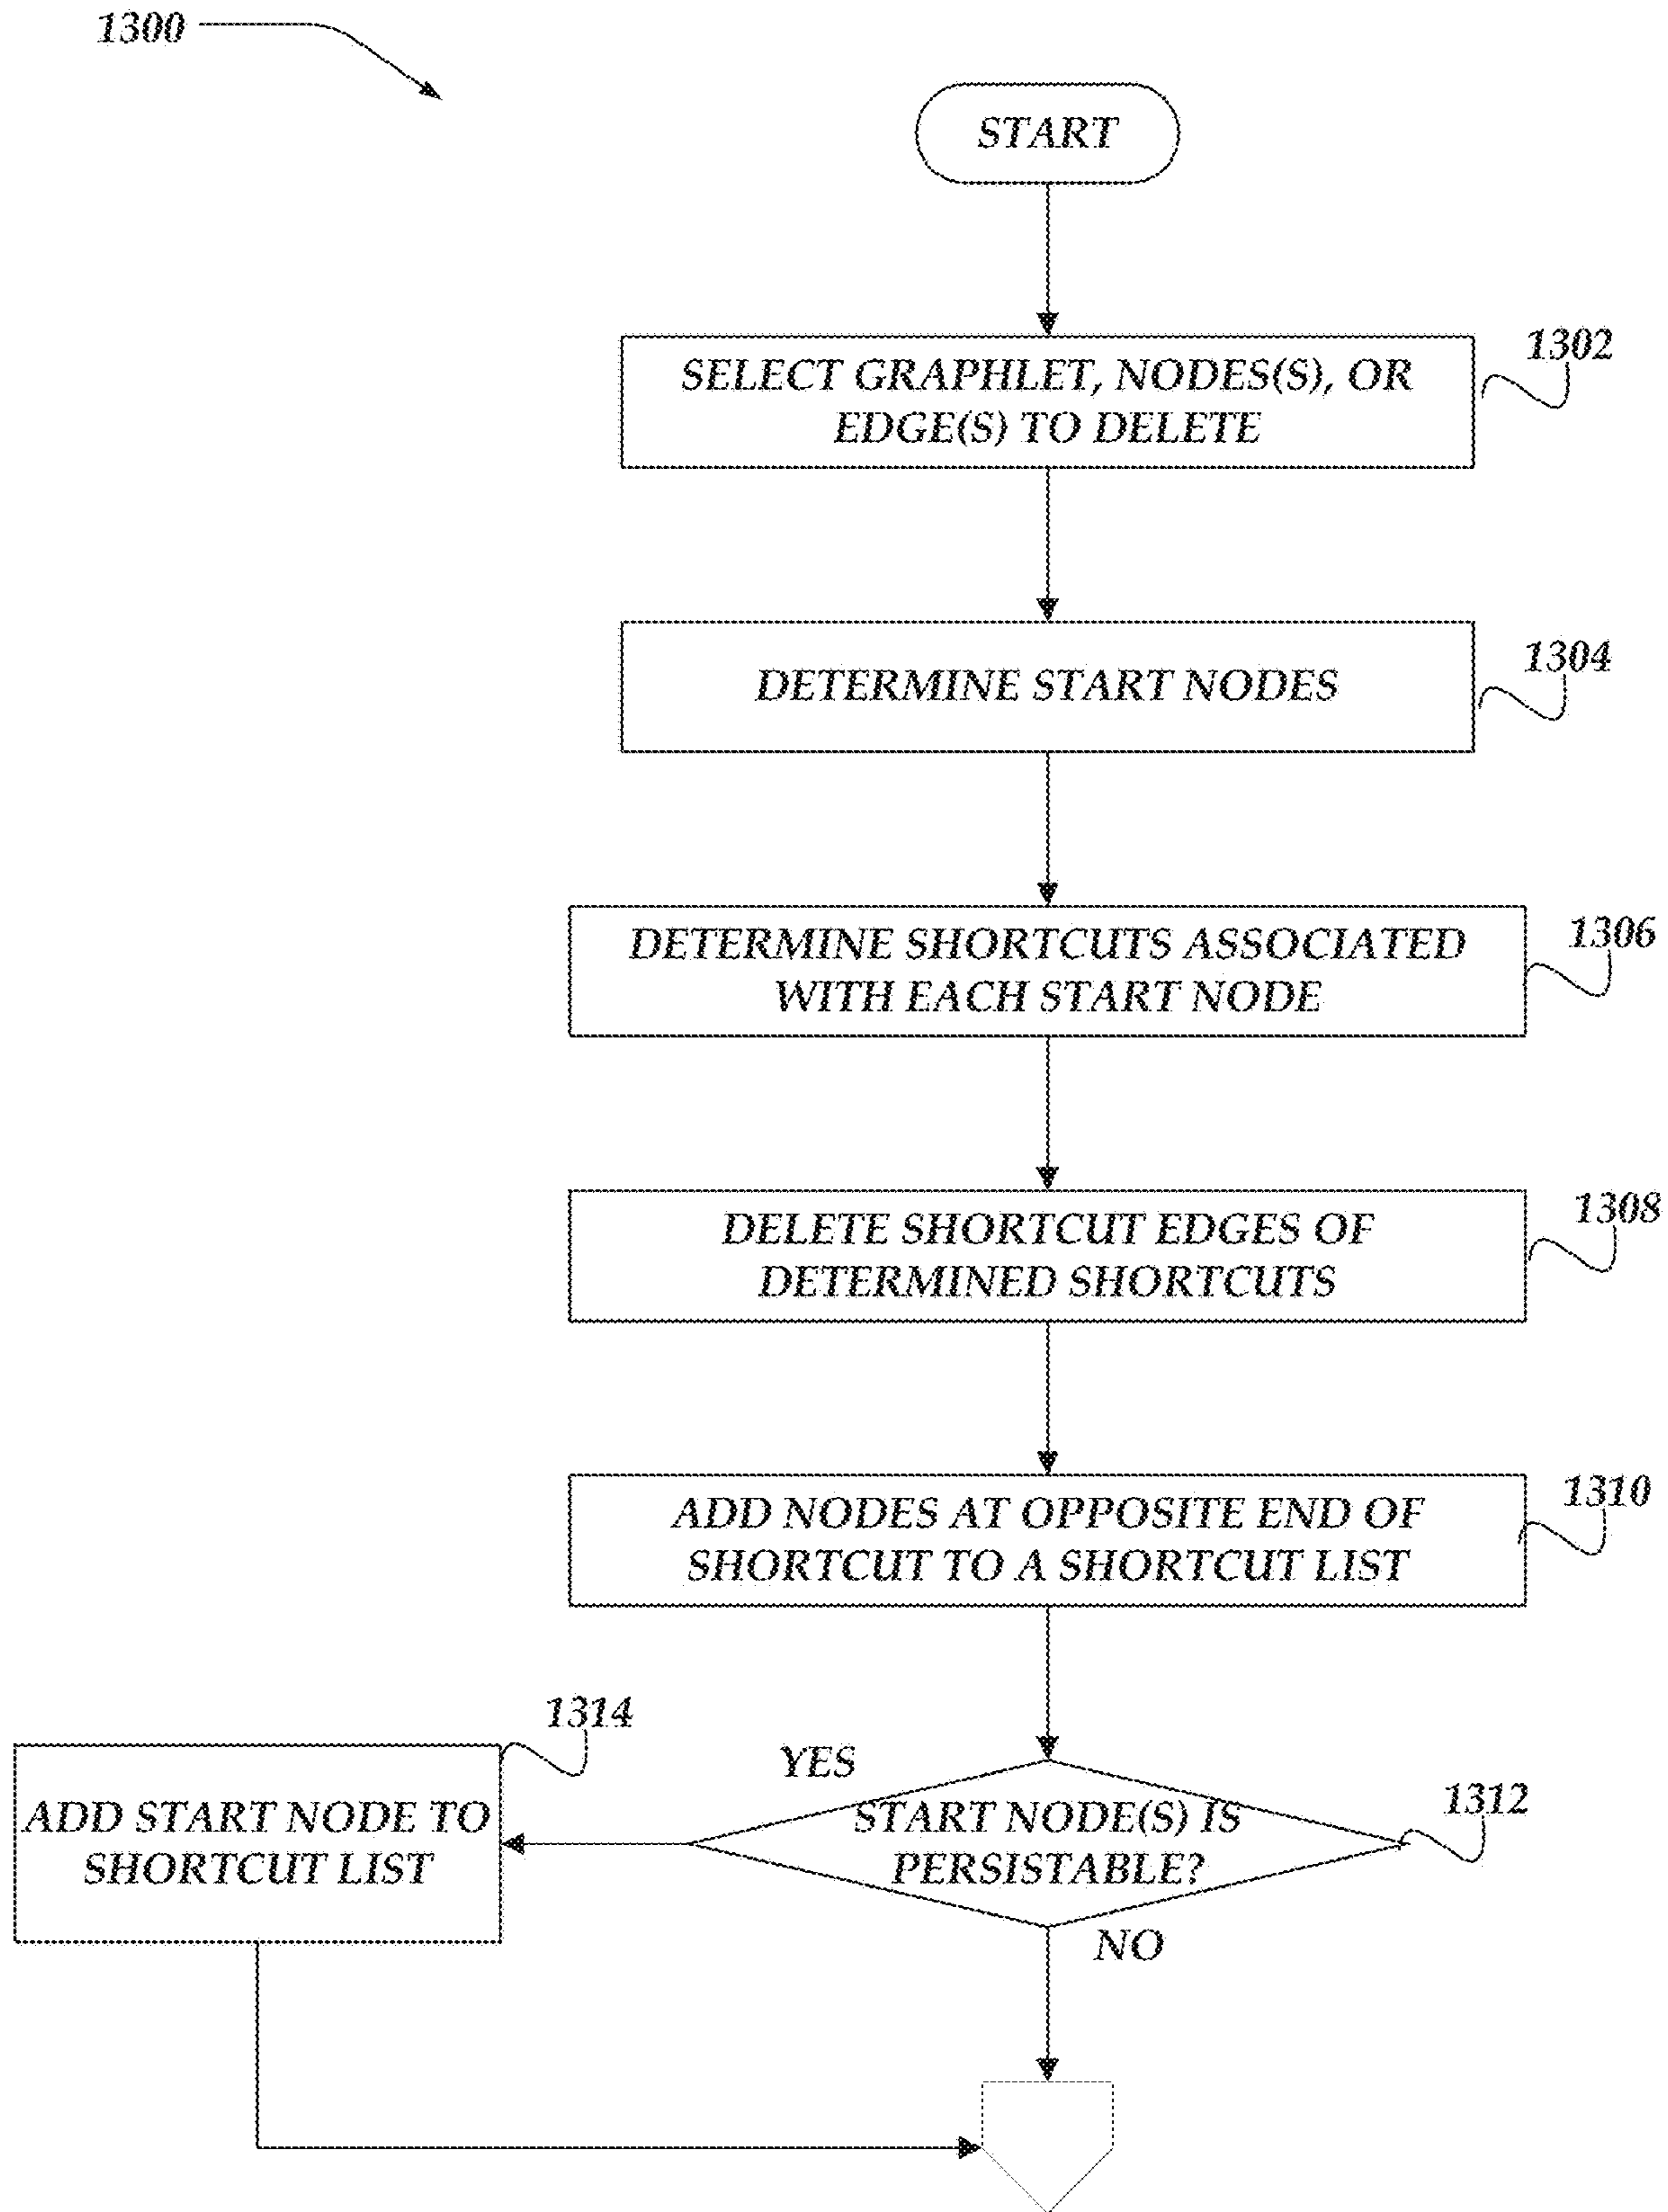 1300
START
SELECT GRAPHLET, NODES(S), OR
EDGE(S) TO DELETE
1302
DETERMINE START NODES
1304
DETERMINE SHORTCUTS ASSOCIATED
WITH EACH START NODE
1306
DELETE SHORTCUT EDGES OF
DETERMINED SHORTCUTS
1308
ADD NODES AT OPPOSITE END OF
SHORTCUT TO A SHORTCUT LIST
1310
START NODE(S) IS
PERSISTABLE?
1312
YES
1314
ADD START NODE TO
SHORTCUT LIST
NO